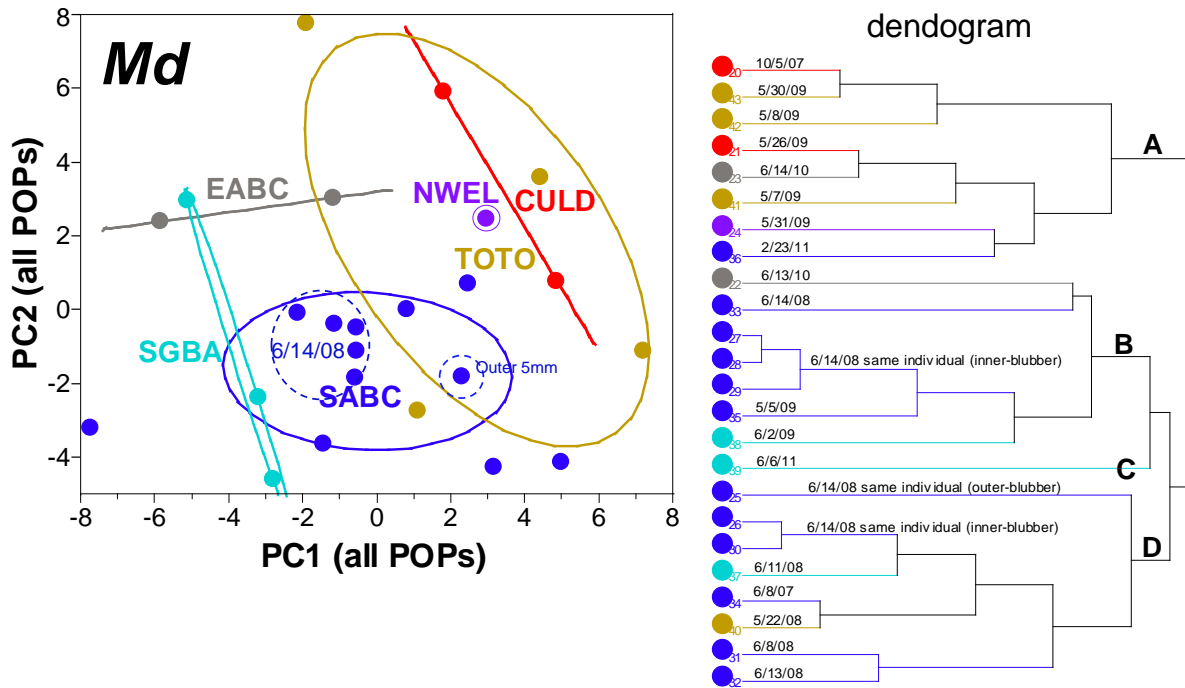 Md
8
6
4
2
0
-2
-4
-8
-6
-4
-2
0
2
4
6
8
PC2 (all POPs)
PC1 (all POPs)
EABC
NWEL
CULD
TOTO
SGBA
6/14/08
SABC
Outer 5mm
dendogram
20 10/5/07
43 5/30/09
42 5/8/09
21 5/26/09
A
23 6/14/10
41 5/7/09
24 5/31/09
36 2/23/11
22 6/13/10
33 6/14/08
27
B
28 6/14/08 same individual (inner-blubber)
29
35 5/5/09
38 6/2/09
39 6/6/11
C
25 6/14/08 same individual (outer-blubber)
26
6/14/08 same individual (inner-blubber)
30
D
37 6/11/08
34 6/8/07
40 5/22/08
31 6/8/08
32 6/13/08